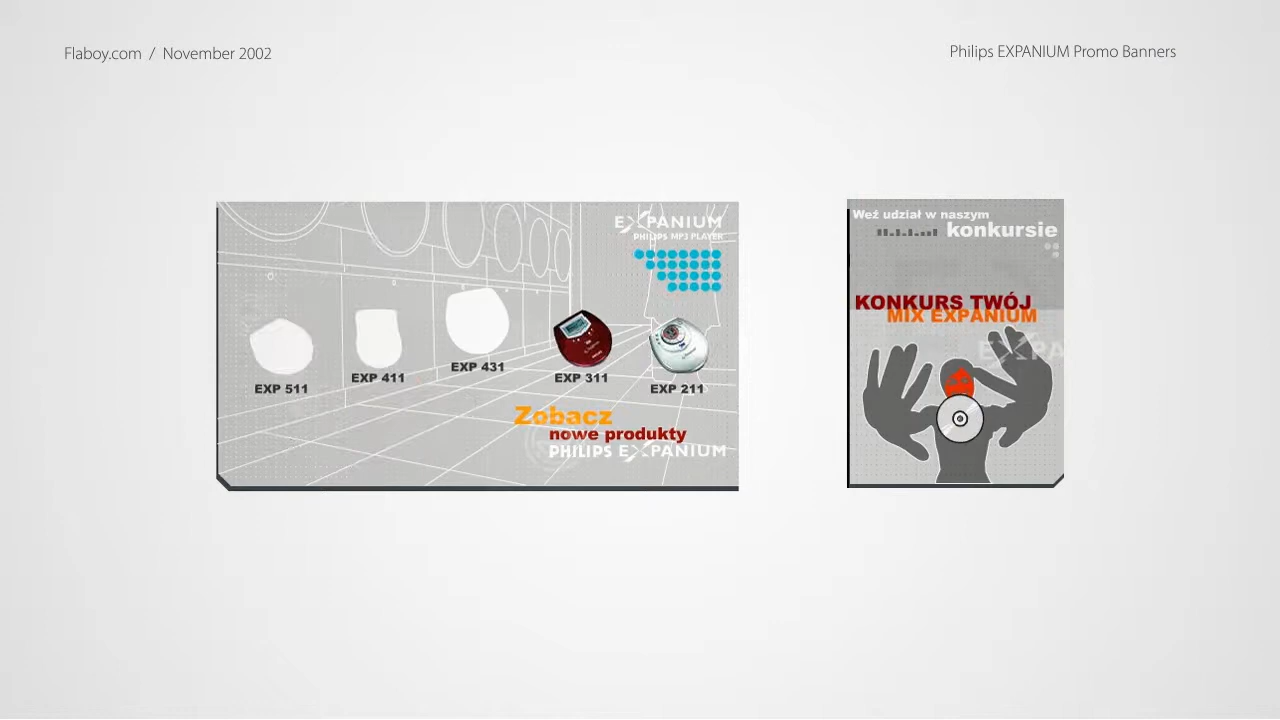 Flaboy.com / November 2002
Philips EXPANIUM Promo Banners
EXPANIUM
PHILIPS MP3 PLAYER
EXP 511
EXP 411
EXP 431
EXP 311
EXP 211
Zobacz
nowe produkty
PHILIPS EXPANIUM
Weź udział w naszym
konkursie
KONKURS TWÓJ
MIX EXPANIUM
EXPA